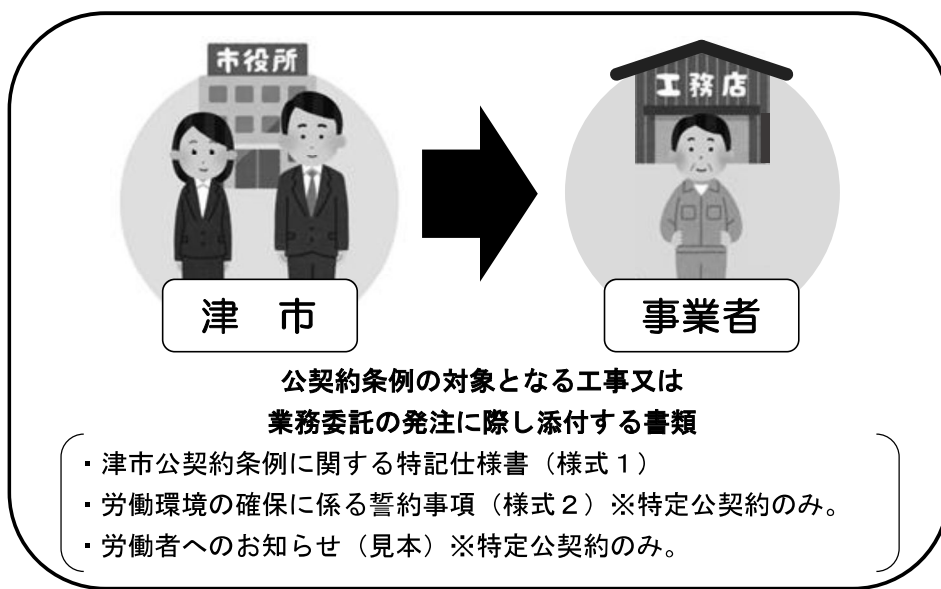 市役所
工務店
津 市
事業者
公契約条例の対象となる工事又は
業務委託の発注に際し添付する書類
・津市公契約条例に関する特記仕様書（様式１）
・労働環境の確保に係る誓約事項（様式２）※特定公契約のみ。
・労働者へのお知らせ（見本）※特定公契約のみ。